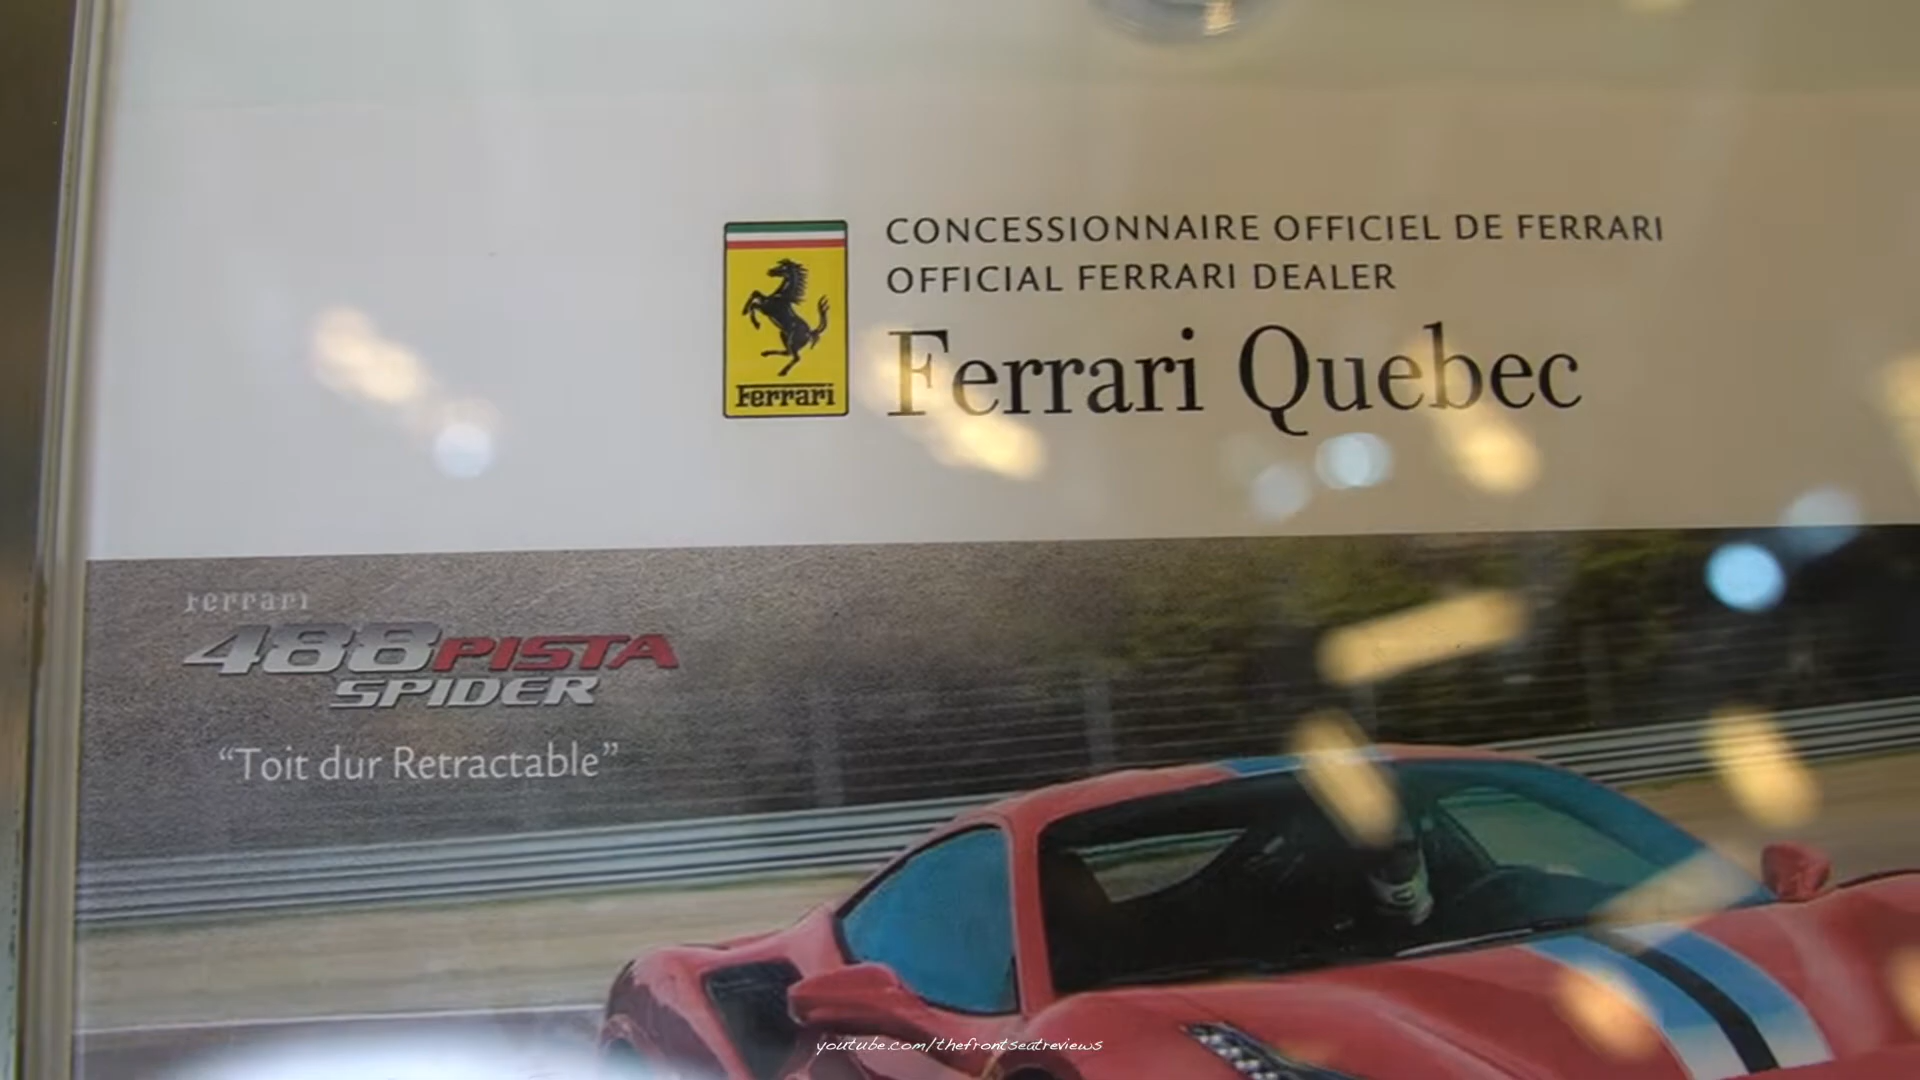 CONCESSIONNAIRE OFFICIEL DE FERRARI
OFFICIAL FERRARI DEALER
Ferrari
Ferrari Quebec
Ferrari
488 PISTA
SPIDER
“Toit dur Retractable”
youtube.com/thefrontseatreviews